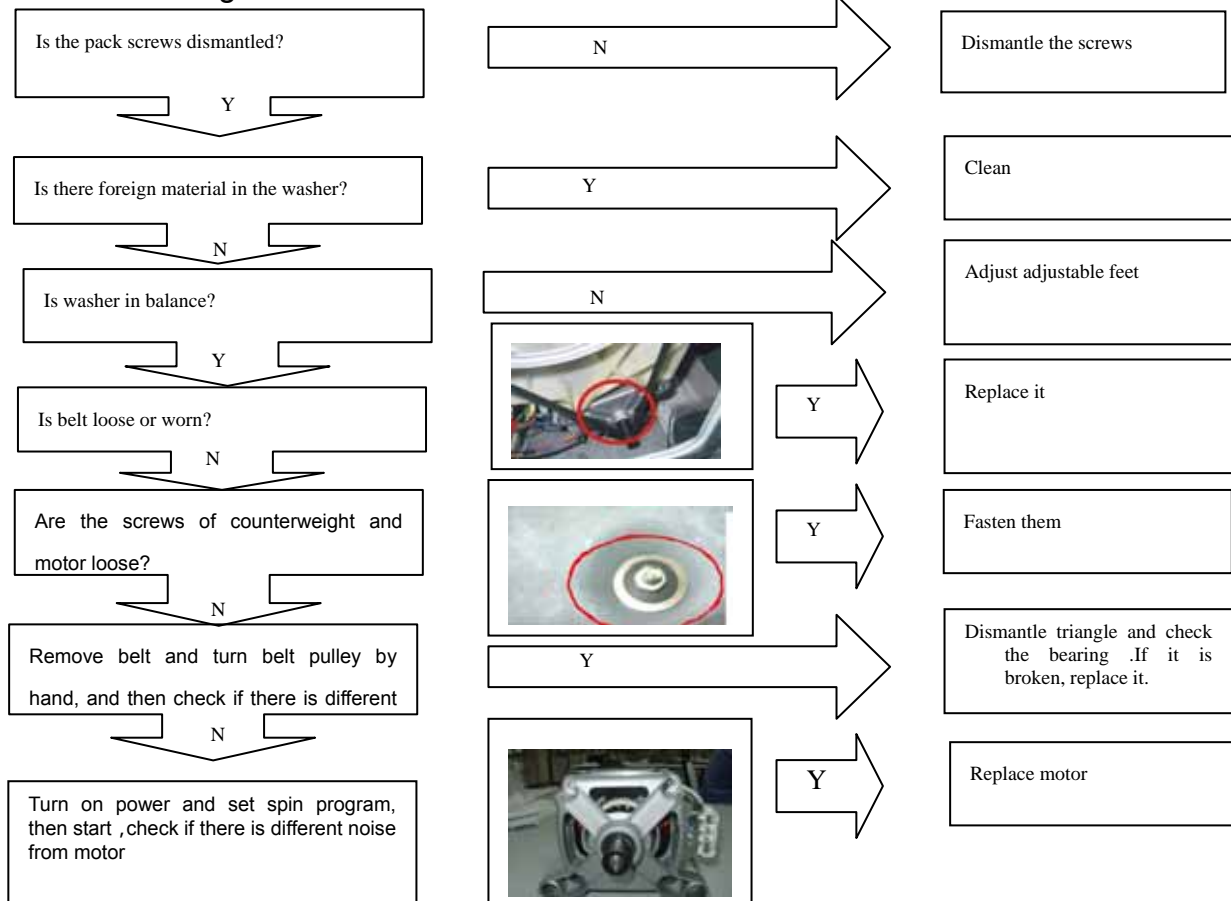 Is the pack screws dismantled?
N
Dismantle the screws
Y
Is there foreign material in the washer?
Y
Clean
N
Is washer in balance?
N
Adjust adjustable feet
Y
Is belt loose or worn?
Y
Replace it
N
Are the screws of counterweight and
motor loose?
Y
Fasten them
N
Remove belt and turn belt pulley by
hand, and then check if there is different
Y
Dismantle triangle and check
the bearing .If it is
broken, replace it.
N
Turn on power and set spin program,
then start ,check if there is different noise
from motor
Y
Replace motor